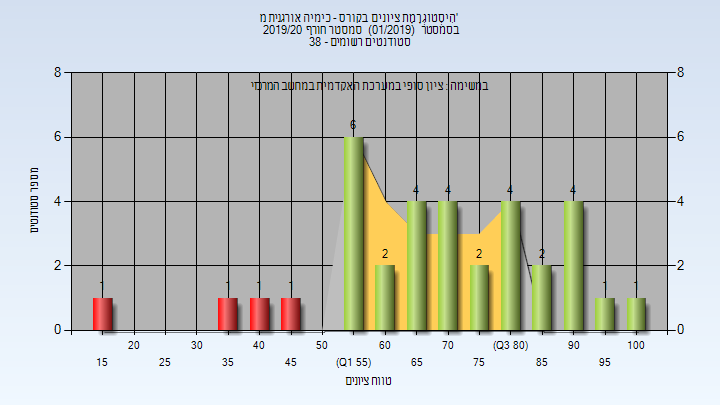 היסטוגרמת ציונים בקורס - כימיה אורגנית מ'
בסמסטר (01/2019) סמסטר חורף 2019/20
סטודנטים רשומים - 38
במשימה : ציון סופי במערכת האקדמית במחשב המרכזי
8 8
6 6
4 4
2 2
0 0
מספר סטודנטים
1 1 1 1 6 2 4 4 2 4 2 4 1 1
20 30 40 50 60 70 (Q3 80) 90 100
15 25 35 45 (Q1 55) 65 75 85 95
טווח ציונים